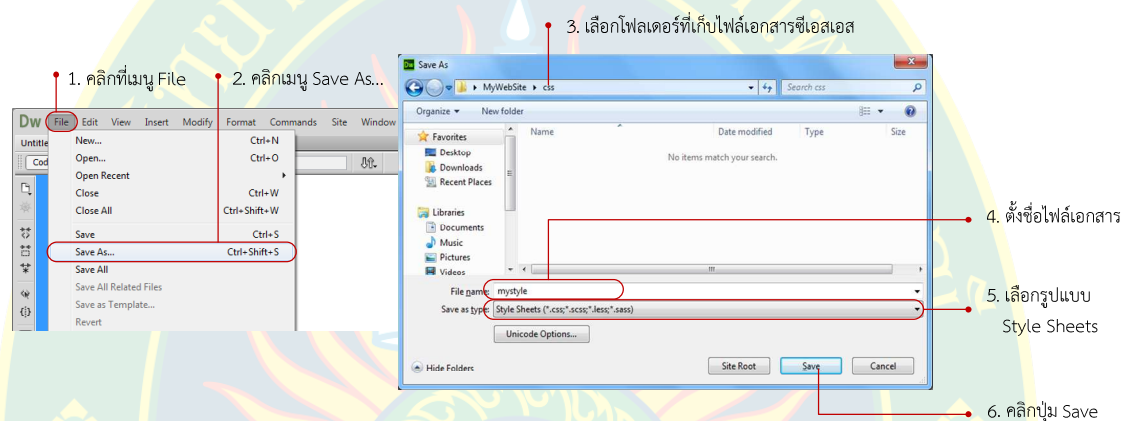 3. เลือกโฟลเดอร์ที่เก็บไฟล์เอกสารซีเอสเอส
1. คลิกที่เมนู File
2. คลิกเมนู Save As...
Dw File Edit View Insert Modify Format Commands Site Window
Untitle
Cod
New... Ctrl+N
Open... Ctrl+O
Open Recent
Close Ctrl+W
Close All Ctrl+Shift+W
Save Ctrl+S
Save As... Ctrl+Shift+S
Save All
Save All Related Files
Save as Template...
Revert
Dw Save As
MyWebSite css
Search css
Organize New folder
Name Date modified Type Size
No items match your search.
Favorites
Desktop
Downloads
Recent Places
Libraries
Documents
Music
Pictures
Videos
4. ตั้งชื่อไฟล์เอกสาร
File name: mystyle
Save as type: Style Sheets (*.css;*.scss;*.less;*.sass)
5. เลือกรูปแบบ
Style Sheets
Unicode Options...
Hide Folders
Site Root Save Cancel
6. คลิกปุ่ม Save